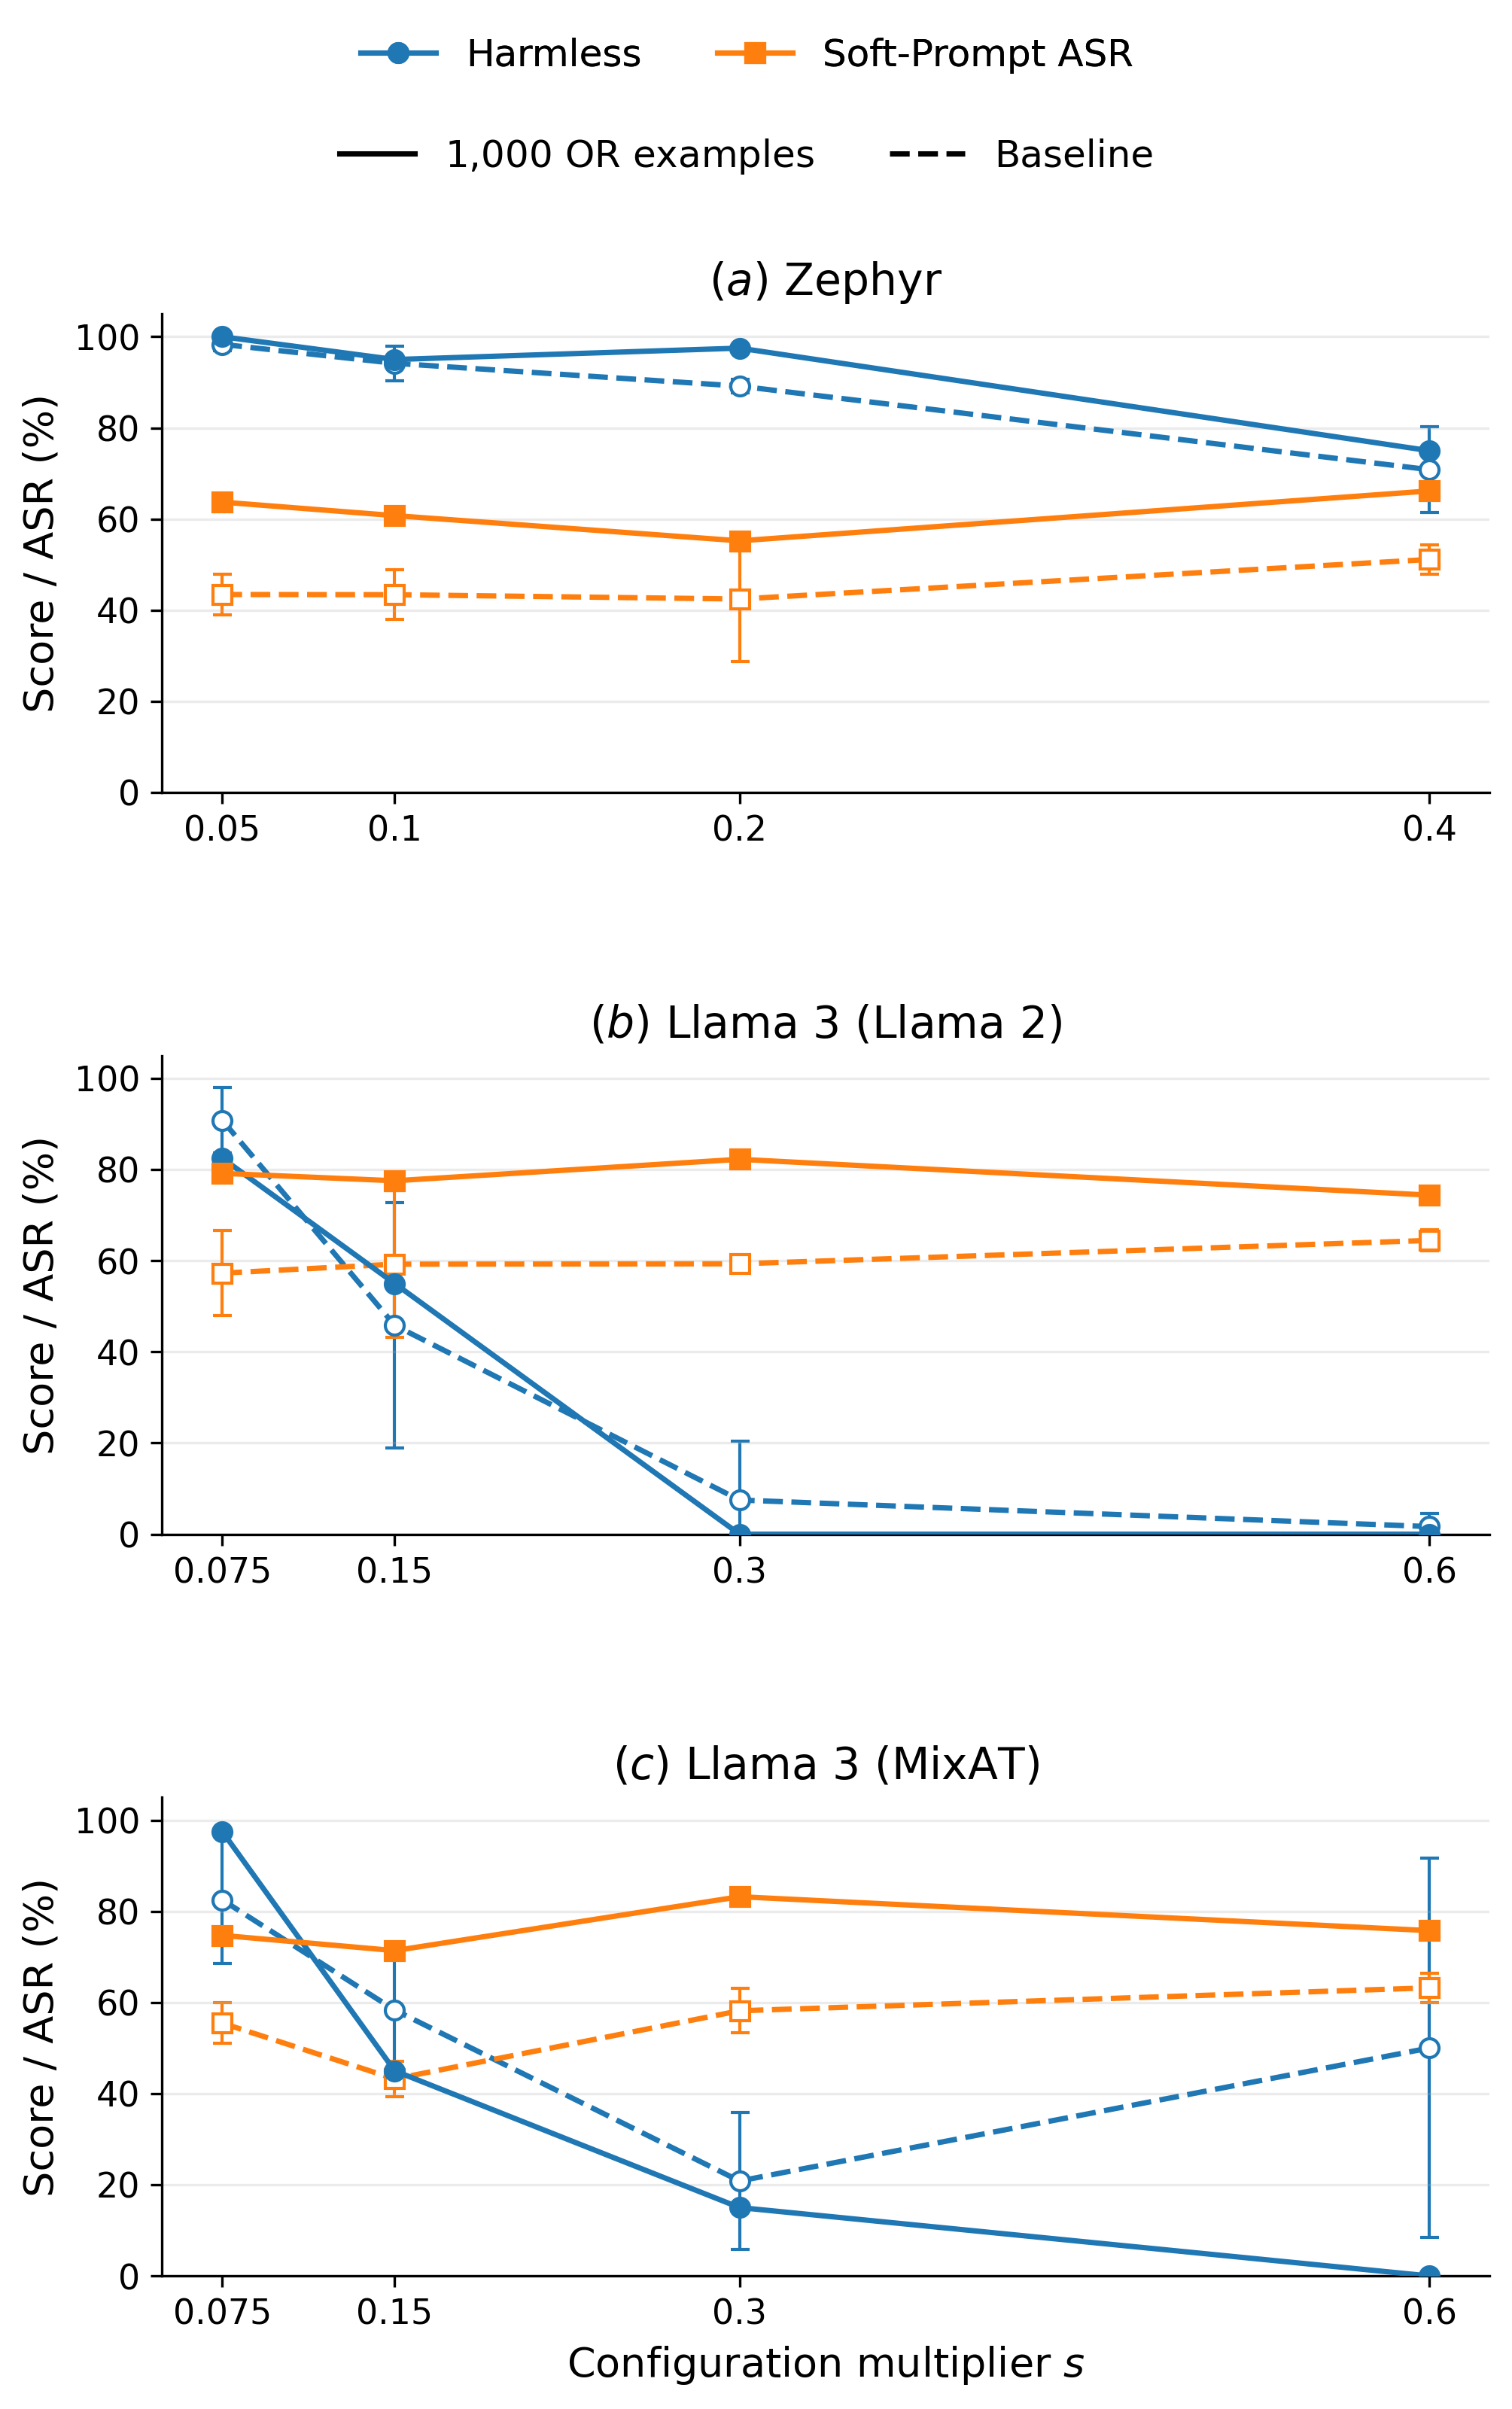 Harmless Soft-Prompt ASR
1,000 OR examples Baseline
(a) Zephyr
Score / ASR (%)
100
80
60
40
20
0
0.05 0.1 0.2 0.4
(b) Llama 3 (Llama 2)
Score / ASR (%)
100
80
60
40
20
0
0.075 0.15 0.3 0.6
(c) Llama 3 (MixAT)
Score / ASR (%)
100
80
60
40
20
0
0.075 0.15 0.3 0.6
Configuration multiplier s